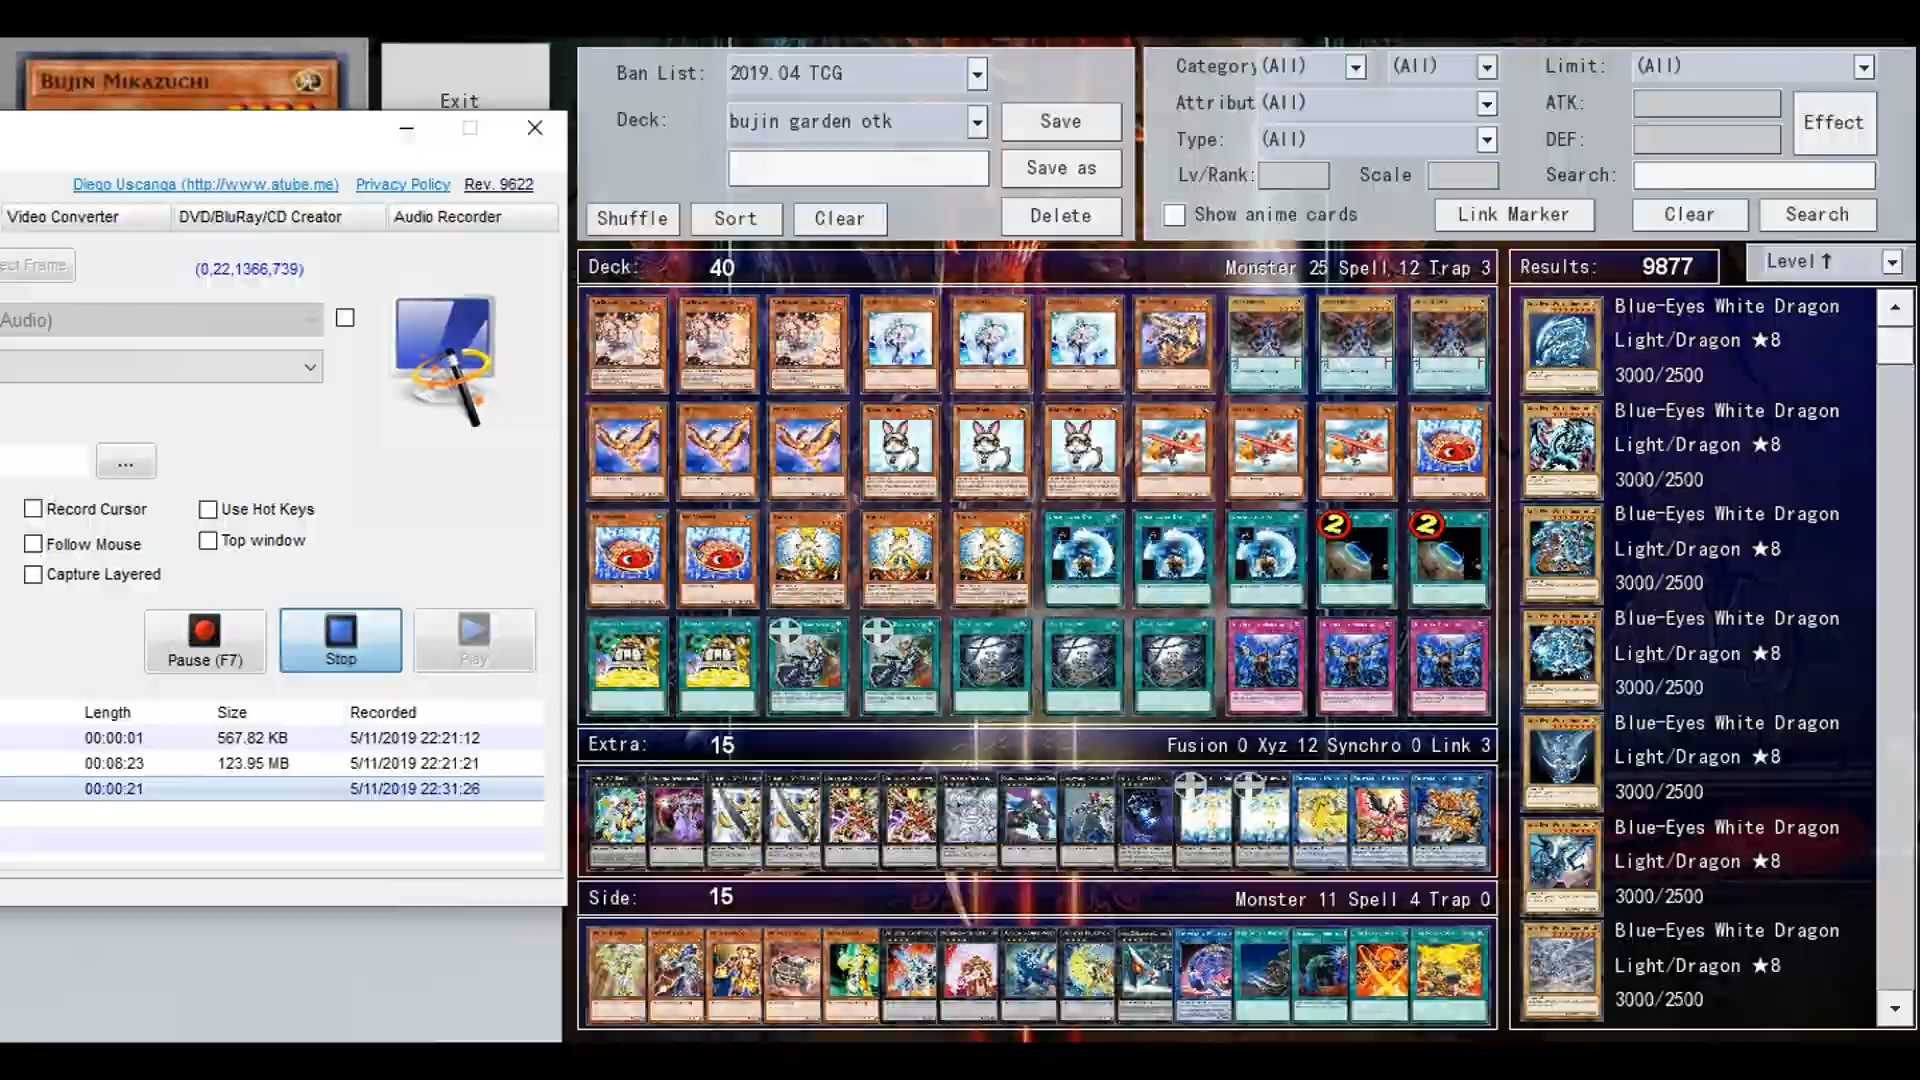 BUJIN MIKAZUCHI
Exit
Diego Uscanga (http://www.atube.me) Privacy Policy Rev. 9622
Video Converter DVD/BluRay/CD Creator Audio Recorder
ect Frame (0,22,1366,739)
Audio)
...
Record Cursor Use Hot Keys
Follow Mouse Top window
Capture Layered
Pause (F7) Stop Play
Length Size Recorded
00:00:01 567.82 KB 5/11/2019 22:21:12
00:08:23 123.95 MB 5/11/2019 22:21:21
00:00:21 5/11/2019 22:31:26
Ban List: 2019.04 TCG
Deck: bujin garden otk Save
Save as
Shuffle Sort Clear Delete
Category (All) (All) Limit: (All)
Attribut (All) ATK:
Effect
Type: (All) DEF:
Lv/Rank: Scale Search:
Show anime cards Link Marker Clear Search
Deck: 40 Monster 25 Spell 12 Trap 3
2 2
Extra: 15 Fusion 0 Xyz 12 Synchro 0 Link 3
Side: 15 Monster 11 Spell 4 Trap 0
Results: 9877 Level↑
Blue-Eyes White Dragon
Light/Dragon ★8
3000/2500
Blue-Eyes White Dragon
Light/Dragon ★8
3000/2500
Blue-Eyes White Dragon
Light/Dragon ★8
3000/2500
Blue-Eyes White Dragon
Light/Dragon ★8
3000/2500
Blue-Eyes White Dragon
Light/Dragon ★8
3000/2500
Blue-Eyes White Dragon
Light/Dragon ★8
3000/2500
Blue-Eyes White Dragon
Light/Dragon ★8
3000/2500